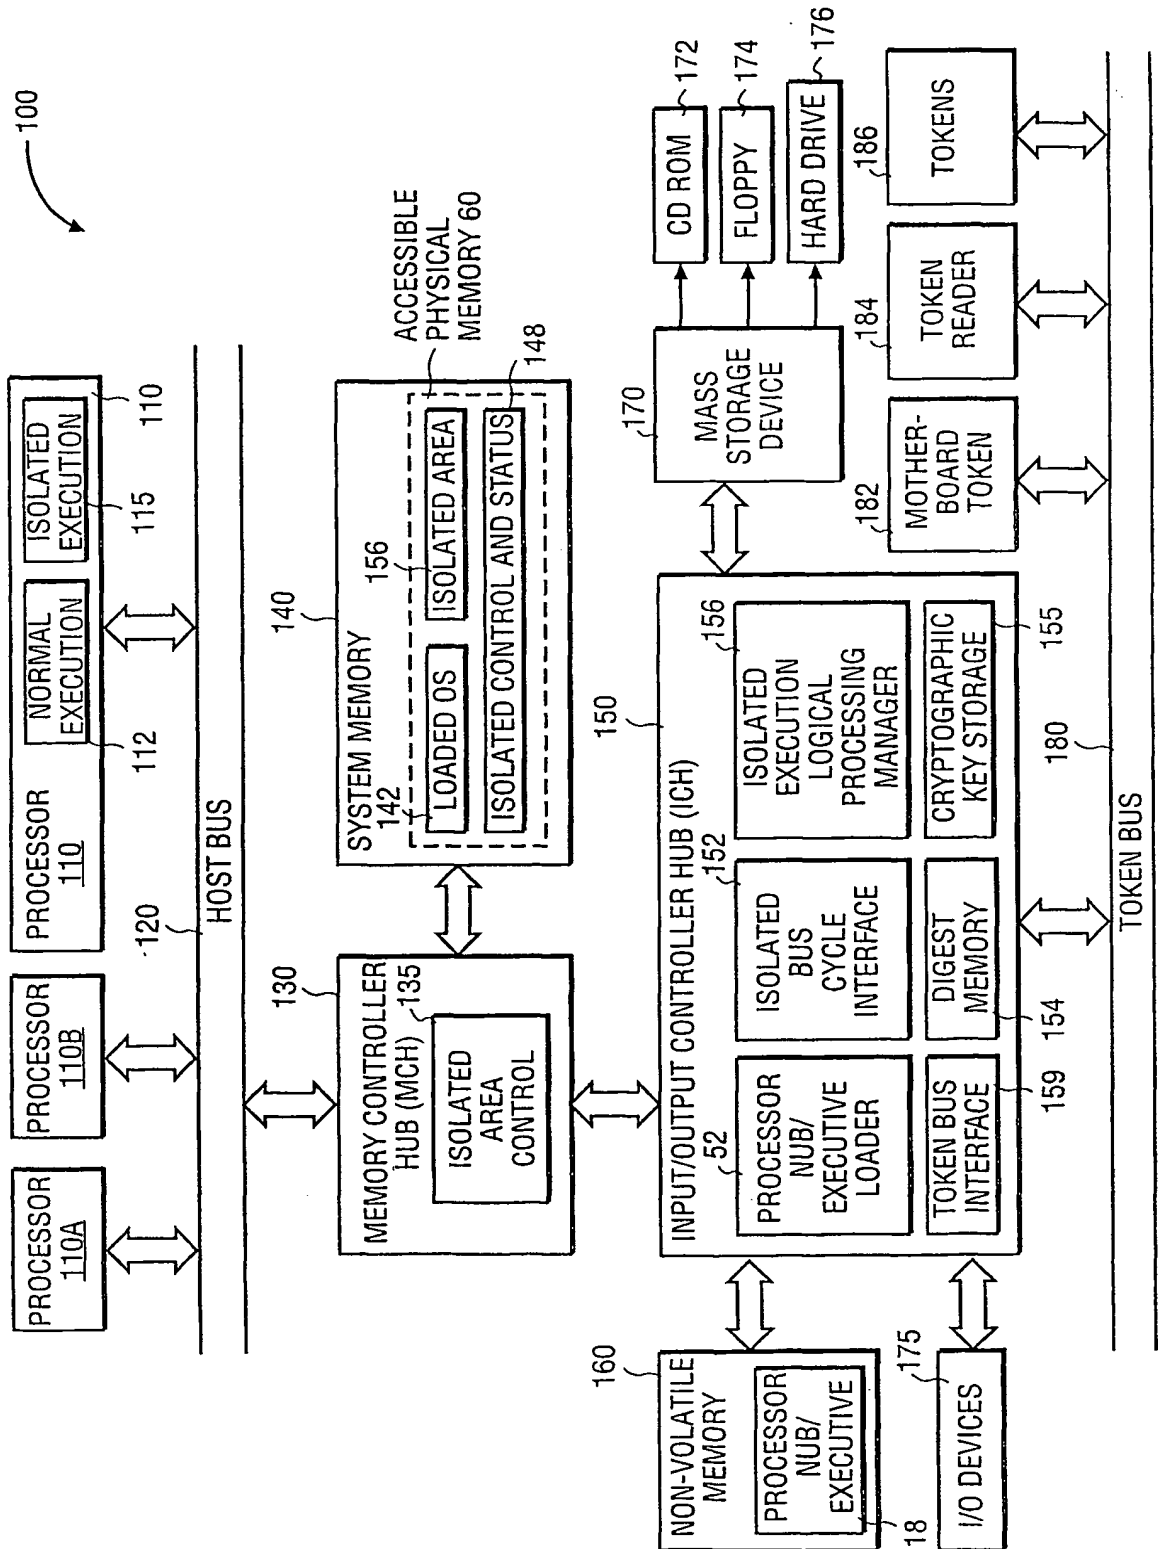 100
PROCESSOR
110A
PROCESSOR
110B
PROCESSOR
110
NORMAL
EXECUTION
112
ISOLATED
EXECUTION
115
110
120
HOST BUS
MEMORY CONTROLLER
HUB (MCH)
130
135
ISOLATED
AREA
CONTROL
SYSTEM MEMORY
140
142
LOADED OS
156
ISOLATED AREA
ISOLATED CONTROL AND STATUS
148
ACCESSIBLE
PHYSICAL
MEMORY 60
NON-VOLATILE
MEMORY
160
PROCESSOR
NUB/
EXECUTIVE
18
I/O DEVICES
175
INPUT/OUTPUT CONTROLLER HUB (ICH)
150
52
PROCESSOR
NUB/
EXECUTIVE
LOADER
152
ISOLATED
BUS
CYCLE
INTERFACE
156
ISOLATED
EXECUTION
LOGICAL
PROCESSING
MANAGER
TOKEN BUS
INTERFACE
159
DIGEST
MEMORY
154
CRYPTOGRAPHIC
KEY STORAGE
155
170
MASS
STORAGE
DEVICE
CD ROM
172
FLOPPY
174
HARD DRIVE
176
182
MOTHER-
BOARD
TOKEN
184
TOKEN
READER
186
TOKENS
180
TOKEN BUS